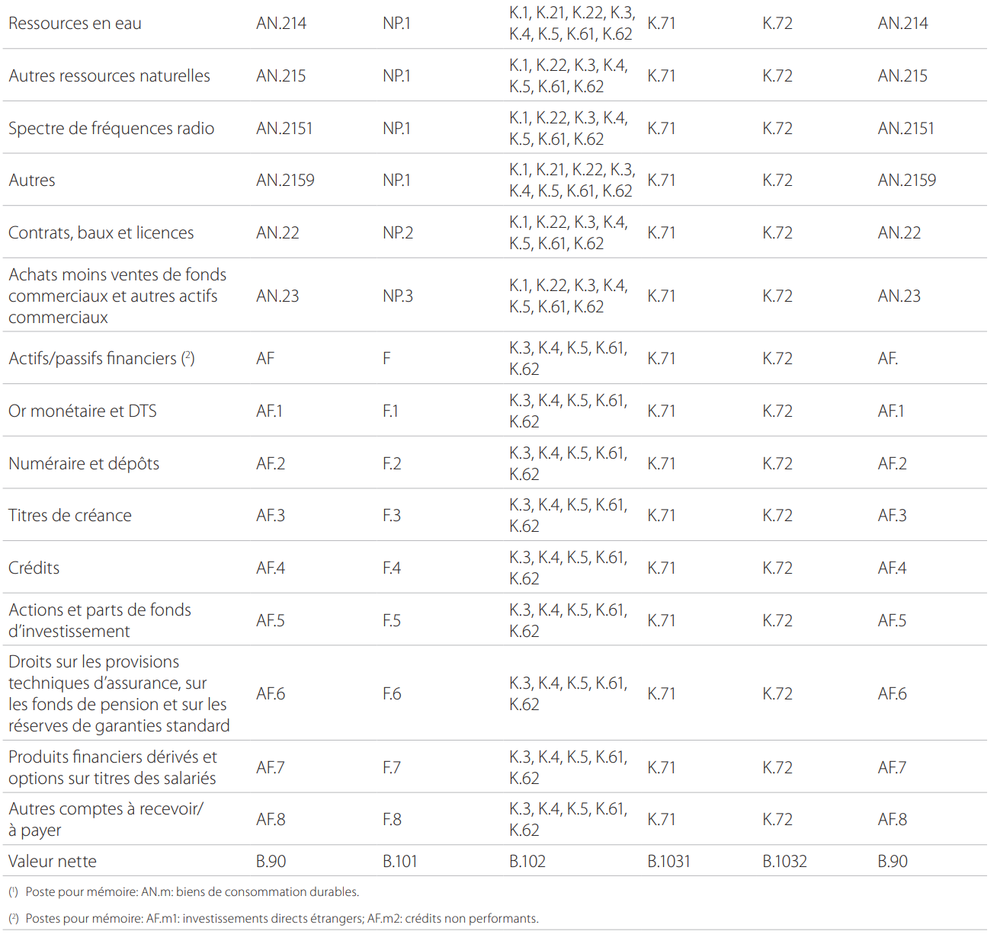 Ressources en eau AN.214 NP.1 K.1, K.21, K.22, K.3, K.71 K.72 AN.214
K.4, K.5, K.61, K.62
Autres ressources naturelles AN.215 NP.1 K.1, K.22, K.3, K.4, K.71 K.72 AN.215
K.5, K.61, K.62
Spectre de fréquences radio AN.2151 NP.1 K.1, K.22, K.3, K.4, K.71 K.72 AN.2151
K.5, K.61, K.62
Autres AN.2159 NP.1 K.1, K.21, K.22, K.3, K.71 K.72 AN.2159
K.4, K.5, K.61, K.62
Contrats, baux et licences AN.22 NP.2 K.1, K.22, K.3, K.4, K.71 K.72 AN.22
K.5, K.61, K.62
Achats moins ventes de fonds
commerciaux et autres actifs AN.23 NP.3 K.1, K.22, K.3, K.4, K.71 K.72 AN.23
commerciaux K.5, K.61, K.62
Actifs/passifs financiers (²) AF F K.3, K.4, K.5, K.61, K.71 K.72 AF.
K.62
Or monétaire et DTS AF.1 F.1 K.3, K.4, K.5, K.61, K.71 K.72 AF.1
K.62
Numéraire et dépôts AF.2 F.2 K.3, K.4, K.5, K.61, K.71 K.72 AF.2
K.62
Titres de créance AF.3 F.3 K.3, K.4, K.5, K.61, K.71 K.72 AF.3
K.62
Crédits AF.4 F.4 K.3, K.4, K.5, K.61, K.71 K.72 AF.4
K.62
Actions et parts de fonds AF.5 F.5 K.3, K.4, K.5, K.61, K.71 K.72 AF.5
d’investissement K.62
Droits sur les provisions
techniques d’assurance, sur AF.6 F.6 K.3, K.4, K.5, K.61, K.71 K.72 AF.6
les fonds de pension et sur les K.62
réserves de garanties standard
Produits financiers dérivés et AF.7 F.7 K.3, K.4, K.5, K.61, K.71 K.72 AF.7
options sur titres des salariés K.62
Autres comptes à recevoir/ AF.8 F.8 K.3, K.4, K.5, K.61, K.71 K.72 AF.8
à payer K.62
Valeur nette B.90 B.101 B.102 B.1031 B.1032 B.90
(¹) Poste pour mémoire: AN.m: biens de consommation durables.
(²) Postes pour mémoire: AF.m1: investissements directs étrangers; AF.m2: crédits non performants.